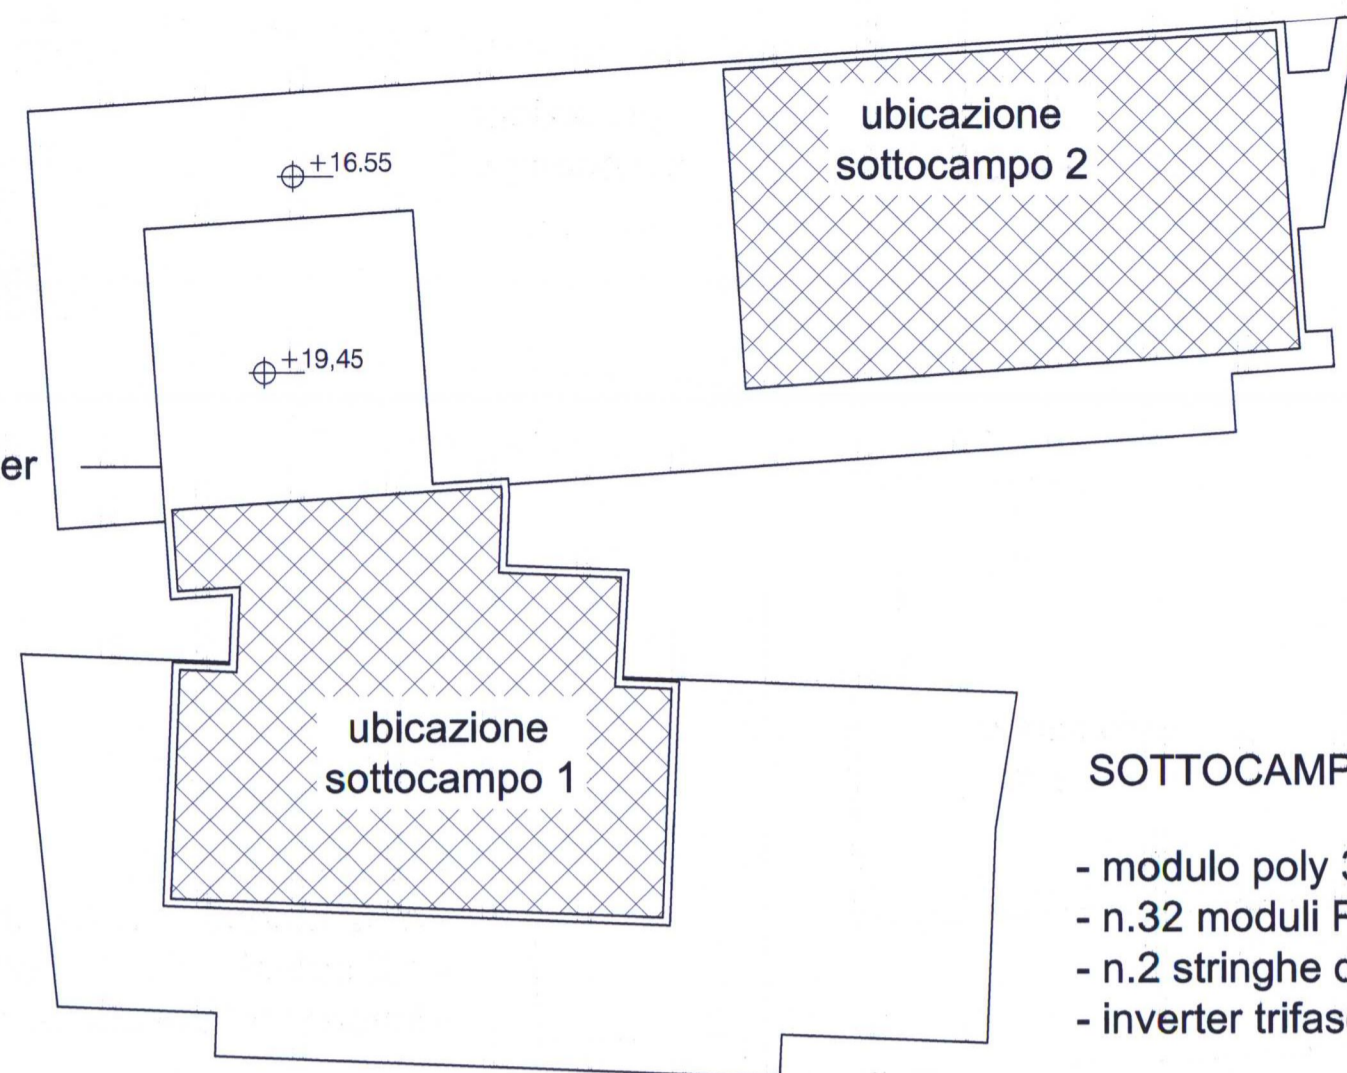 ubicazione
sottocampo 2
+16.55
+19,45
er
ubicazione
sottocampo 1
SOTTOCAMP
- modulo poly 3
- n.32 moduli F
- n.2 stringhe d
- inverter trifas